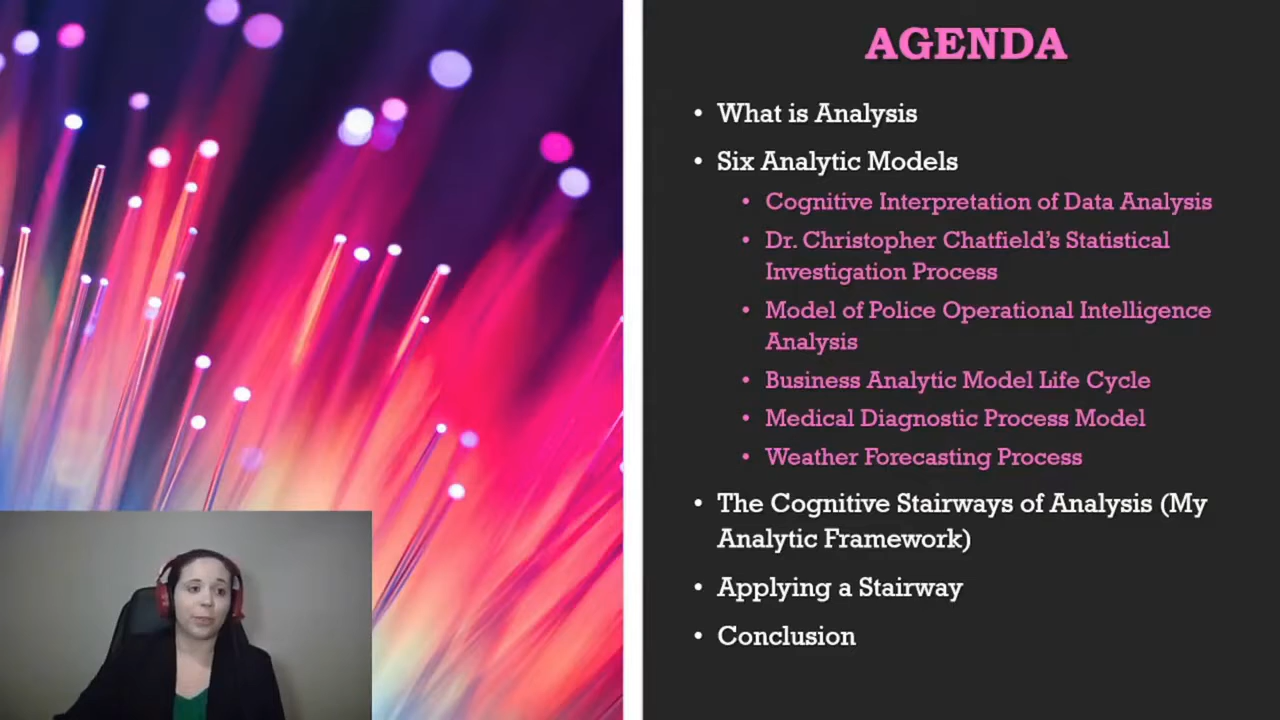 AGENDA
• What is Analysis
• Six Analytic Models
• Cognitive Interpretation of Data Analysis
• Dr. Christopher Chatfield’s Statistical
Investigation Process
• Model of Police Operational Intelligence
Analysis
• Business Analytic Model Life Cycle
• Medical Diagnostic Process Model
• Weather Forecasting Process
• The Cognitive Stairways of Analysis (My
Analytic Framework)
• Applying a Stairway
• Conclusion